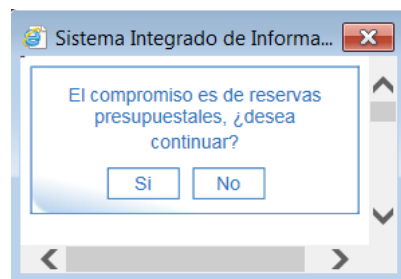 Sistema Integrado de Informa...
El compromiso es de reservas
presupuestales, ¿desea
continuar?
Si No